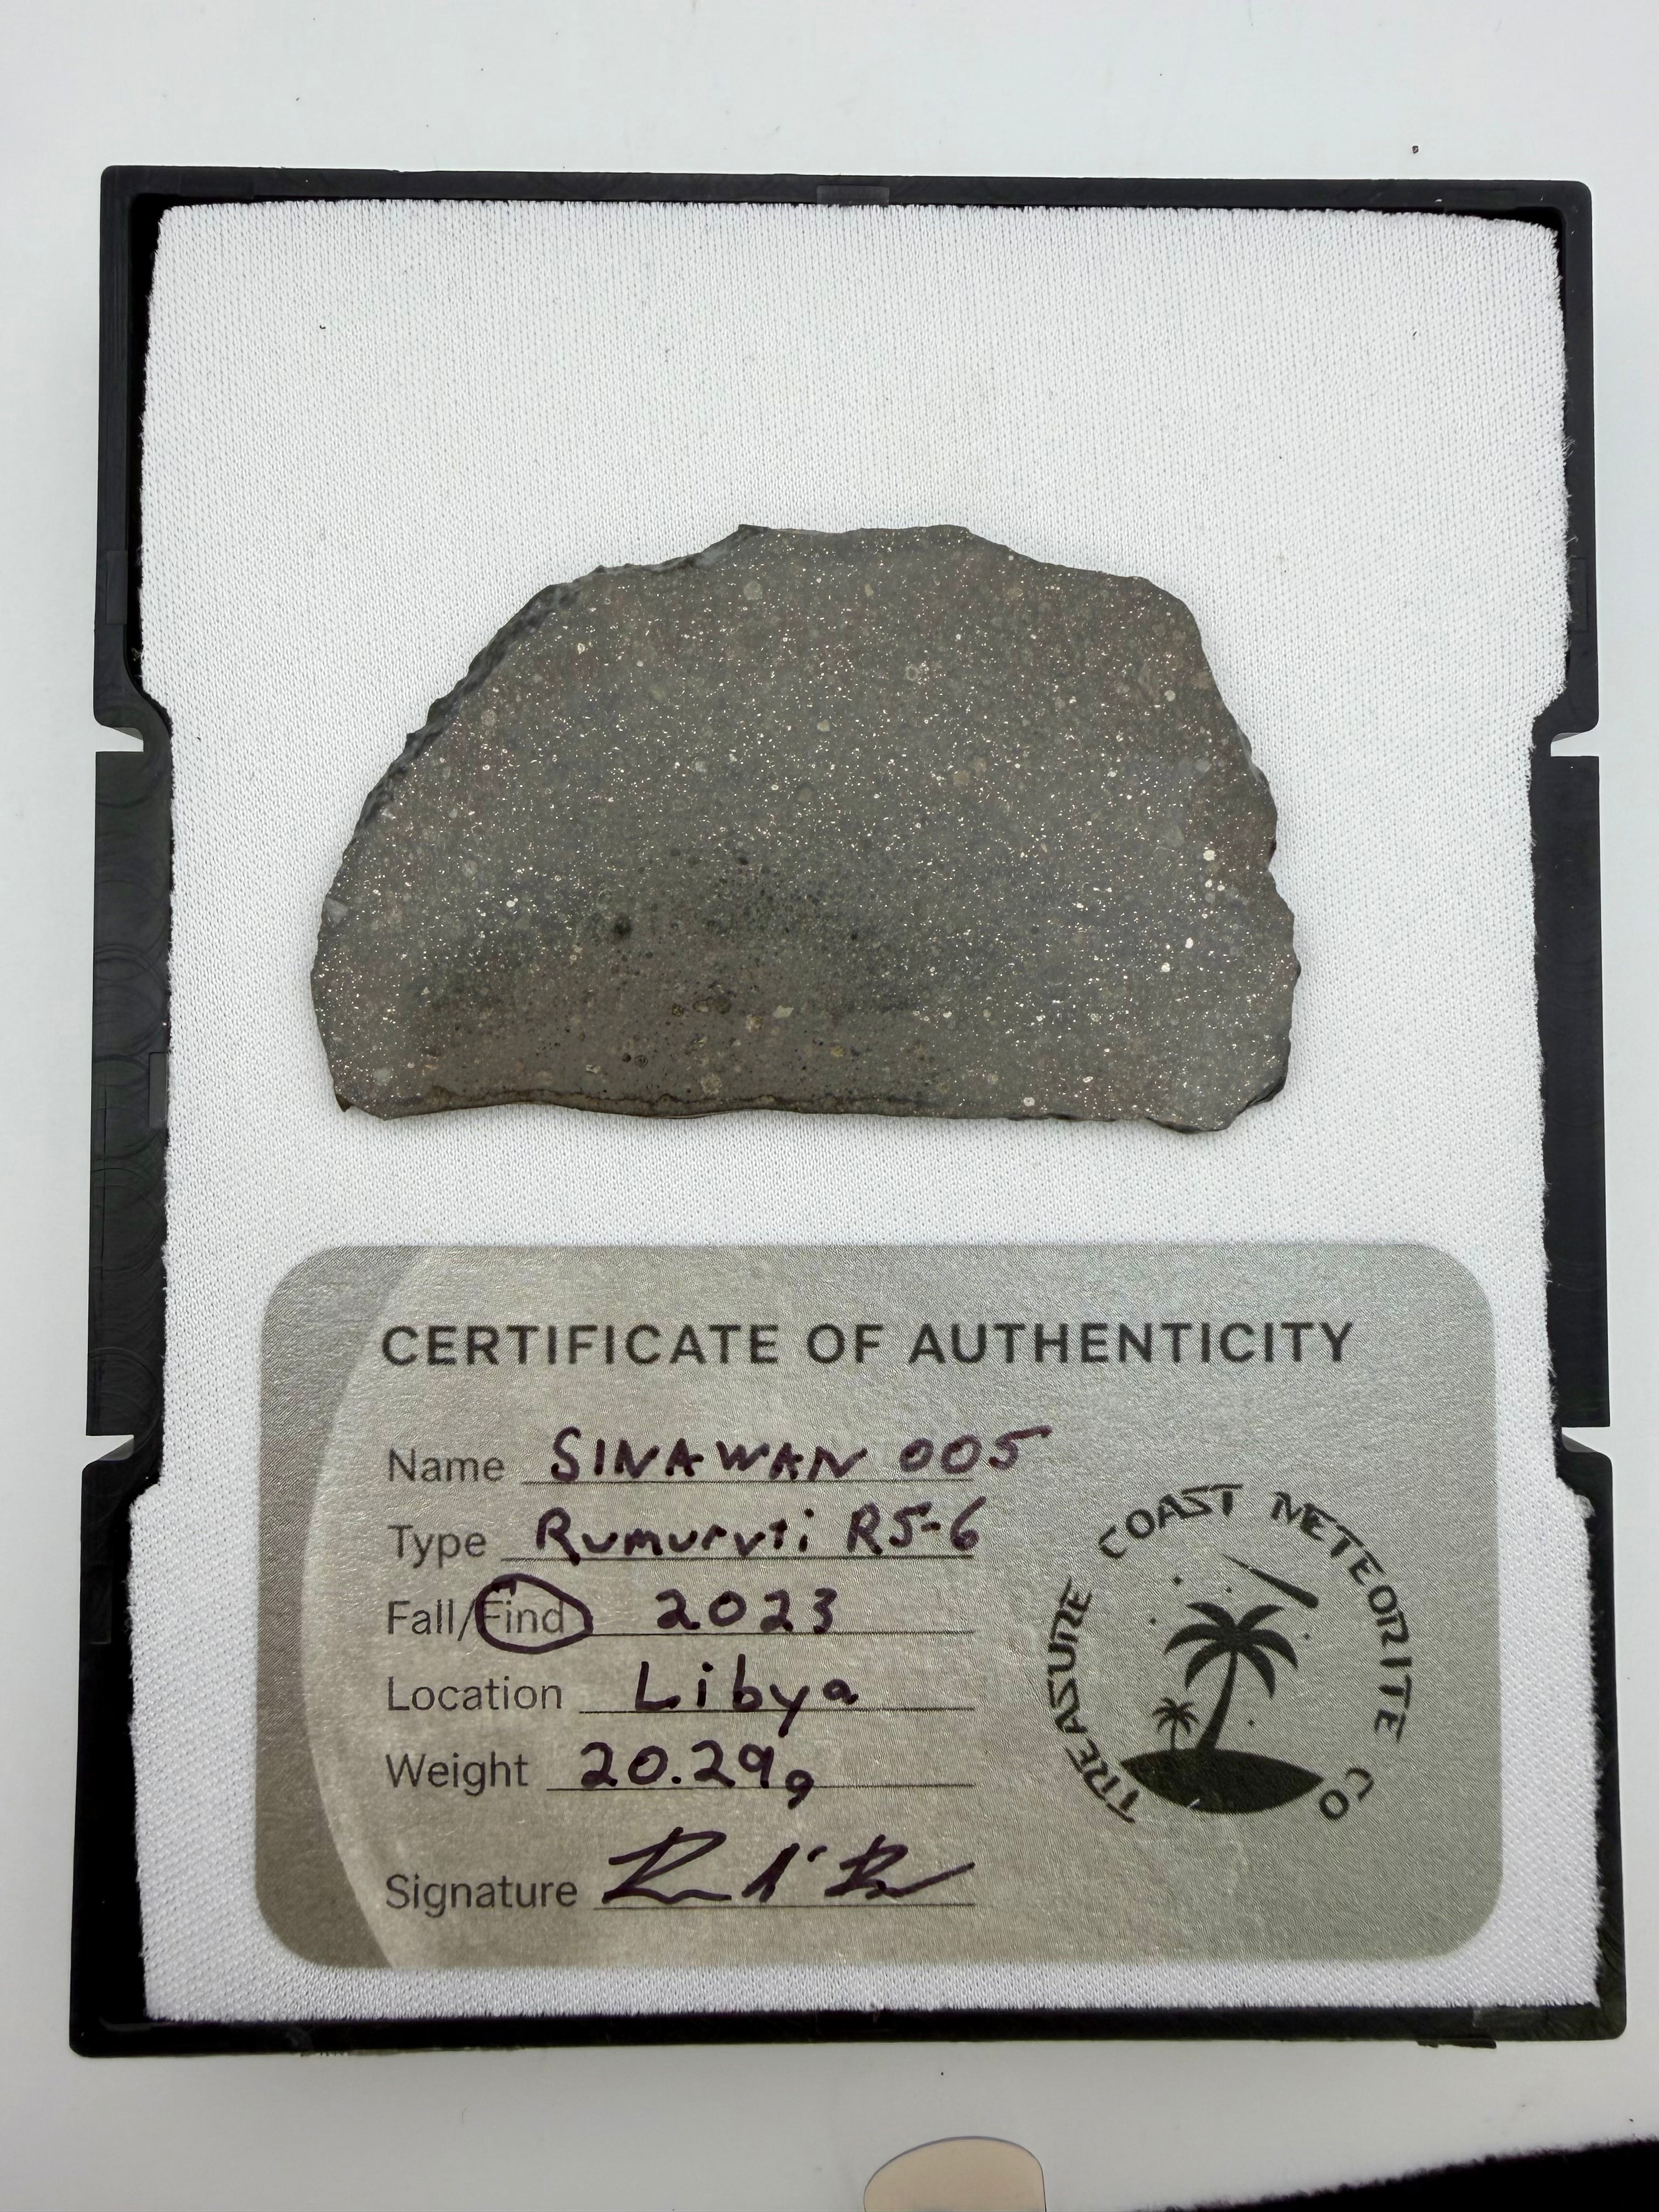 CERTIFICATE OF AUTHENTICITY
Name SINAWAN 005
Type Rumuruti R5-6
Fall/Find 2023
Location Libya
Weight 20.29g
Signature
TREASURE COAST METEORITE CO